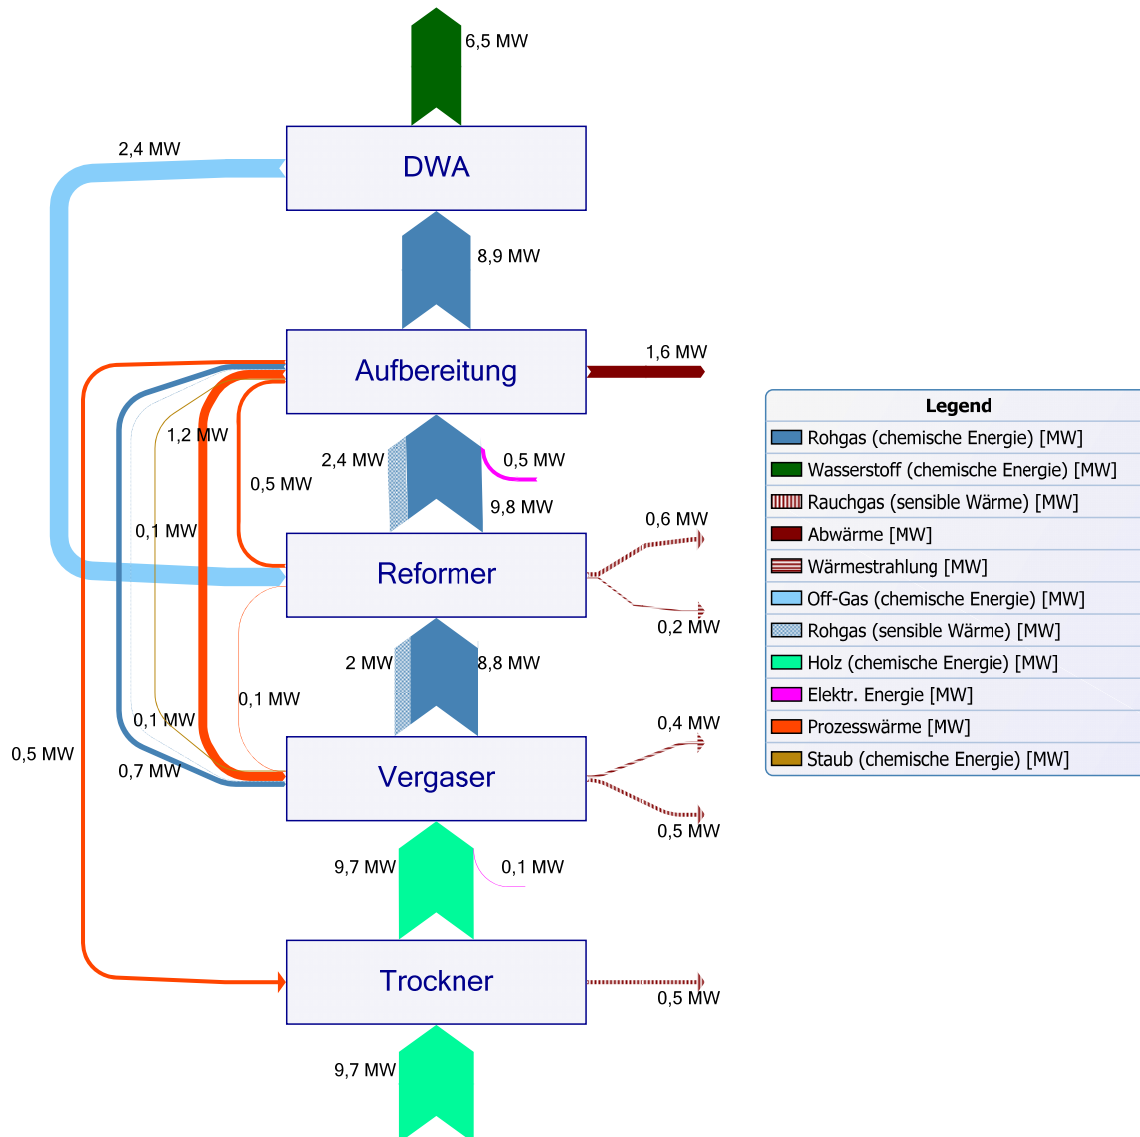 6,5 MW
2,4 MW
DWA
8,9 MW
Aufbereitung
1,6 MW
1,2 MW
2,4 MW
0,5 MW
0,5 MW
9,8 MW
0,1 MW
0,6 MW
Reformer
0,2 MW
2 MW
8,8 MW
0,1 MW
0,1 MW
0,4 MW
0,5 MW
0,7 MW
Vergaser
0,5 MW
9,7 MW
0,1 MW
Trockner
0,5 MW
9,7 MW
Legend
Rohgas (chemische Energie) [MW]
Wasserstoff (chemische Energie) [MW]
Rauchgas (sensible Wärme) [MW]
Abwärme [MW]
Wärmestrahlung [MW]
Off-Gas (chemische Energie) [MW]
Rohgas (sensible Wärme) [MW]
Holz (chemische Energie) [MW]
Elektr. Energie [MW]
Prozesswärme [MW]
Staub (chemische Energie) [MW]